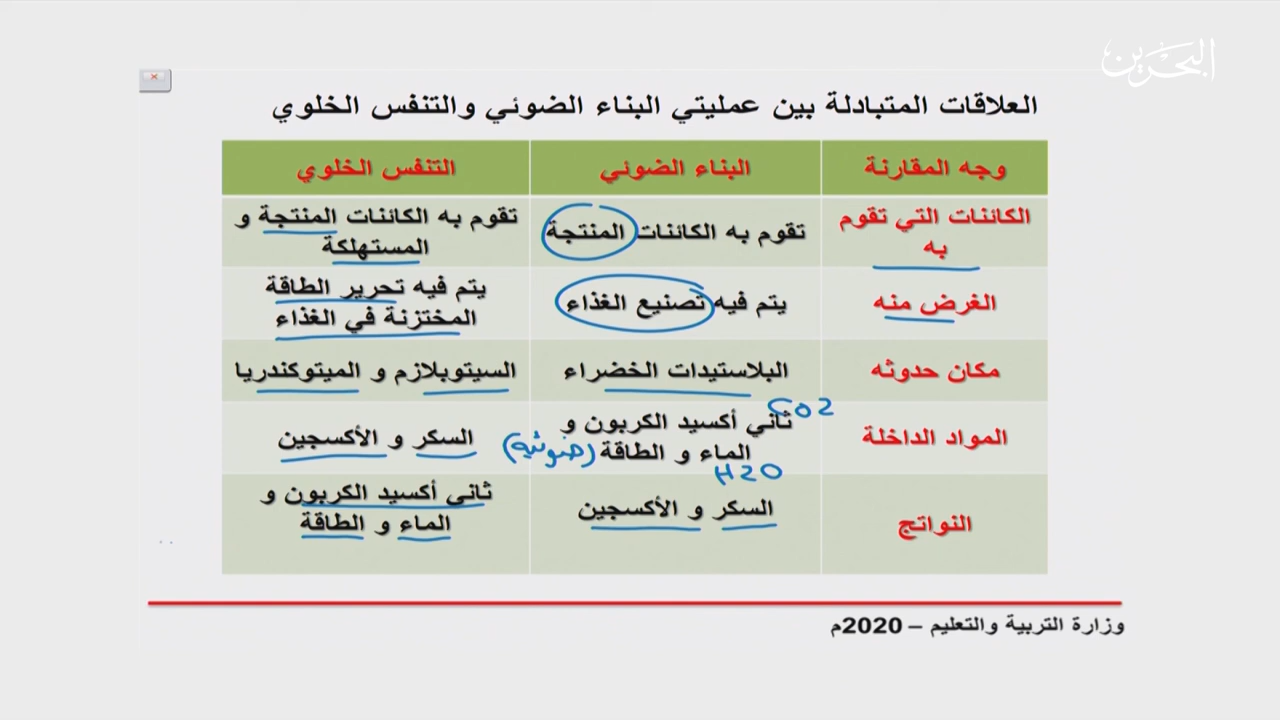 البحرين
العلاقات المتبادلة بين عمليتي البناء الضوئي والتنفس الخلوي
وجه المقارنة
البناء الضوئي
التنفس الخلوي
الكائنات التي تقوم
به
تقوم به الكائنات المنتجة
تقوم به الكائنات المنتجة و
المستهلكة
الغرض منه
يتم فيه تصنيع الغذاء
يتم فيه تحرير الطاقة
المختزنة في الغذاء
مكان حدوثه
البلاستيدات الخضراء
السيتوبلازم و الميتوكندريا
المواد الداخلة
CO2
ثاني أكسيد الكربون و
الماء و الطاقة (ضوئية)
H2O
السكر و الأكسجين
النواتج
السكر و الأكسجين
ثاني أكسيد الكربون و
الماء و الطاقة
وزارة التربية والتعليم – 2020م